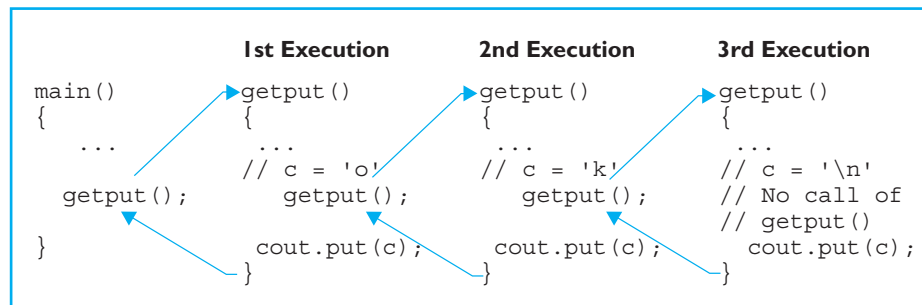 1st Execution 2nd Execution 3rd Execution
main() getput() getput() getput()
{ { { {
... ... ... ...
// c = 'o' // c = 'k' // c = '\n'
getput(); getput(); getput(); // No call of
// getput()
} cout.put(c); cout.put(c); cout.put(c);
} } }